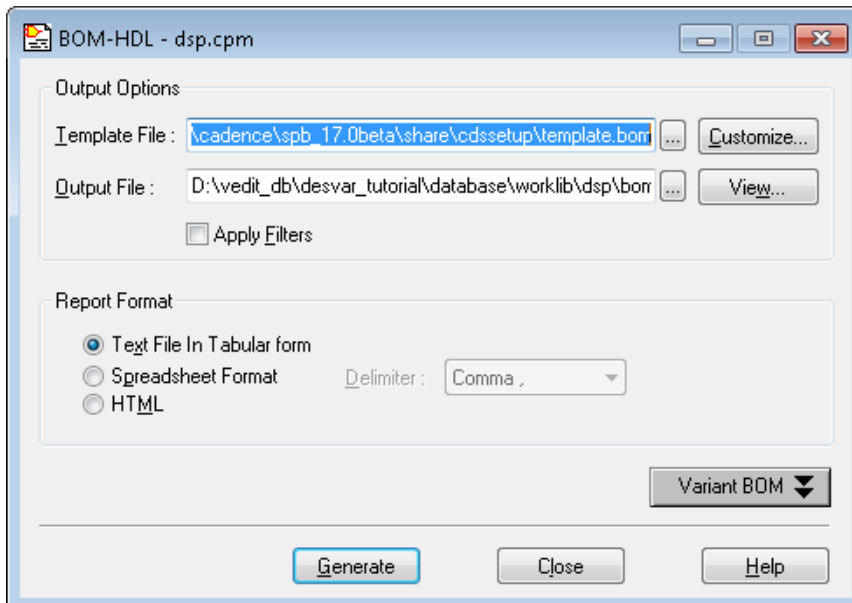 BOM-HDL - dsp.cpm
Output Options
Template File : \cadence\spb_17.0beta\share\cdssetup\template.bom ... Customize...
Output File : D:\vedit_db\desvar_tutorial\database\worklib\dsp\bom ... View...
Apply Filters
Report Format
Text File In Tabular form
Spreadsheet Format Delimiter : Comma ,
HTML
Variant BOM
Generate Close Help